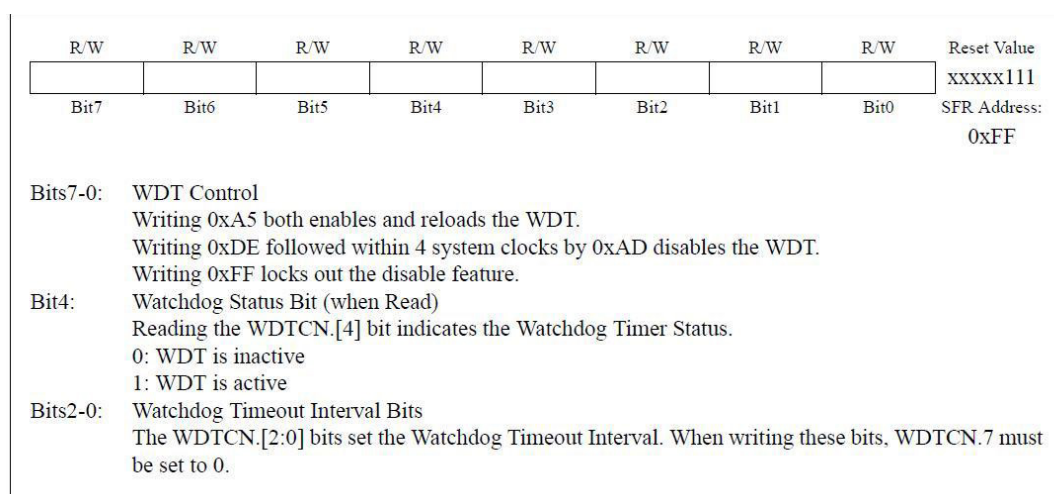 R/W R/W R/W R/W R/W R/W R/W R/W Reset Value
xxxxx111
Bit7 Bit6 Bit5 Bit4 Bit3 Bit2 Bit1 Bit0 SFR Address:
0xFF
Bits7-0: WDT Control
Writing 0xA5 both enables and reloads the WDT.
Writing 0xDE followed within 4 system clocks by 0xAD disables the WDT.
Writing 0xFF locks out the disable feature.
Bit4: Watchdog Status Bit (when Read)
Reading the WDTCN.[4] bit indicates the Watchdog Timer Status.
0: WDT is inactive
1: WDT is active
Bits2-0: Watchdog Timeout Interval Bits
The WDTCN.[2:0] bits set the Watchdog Timeout Interval. When writing these bits, WDTCN.7 must
be set to 0.